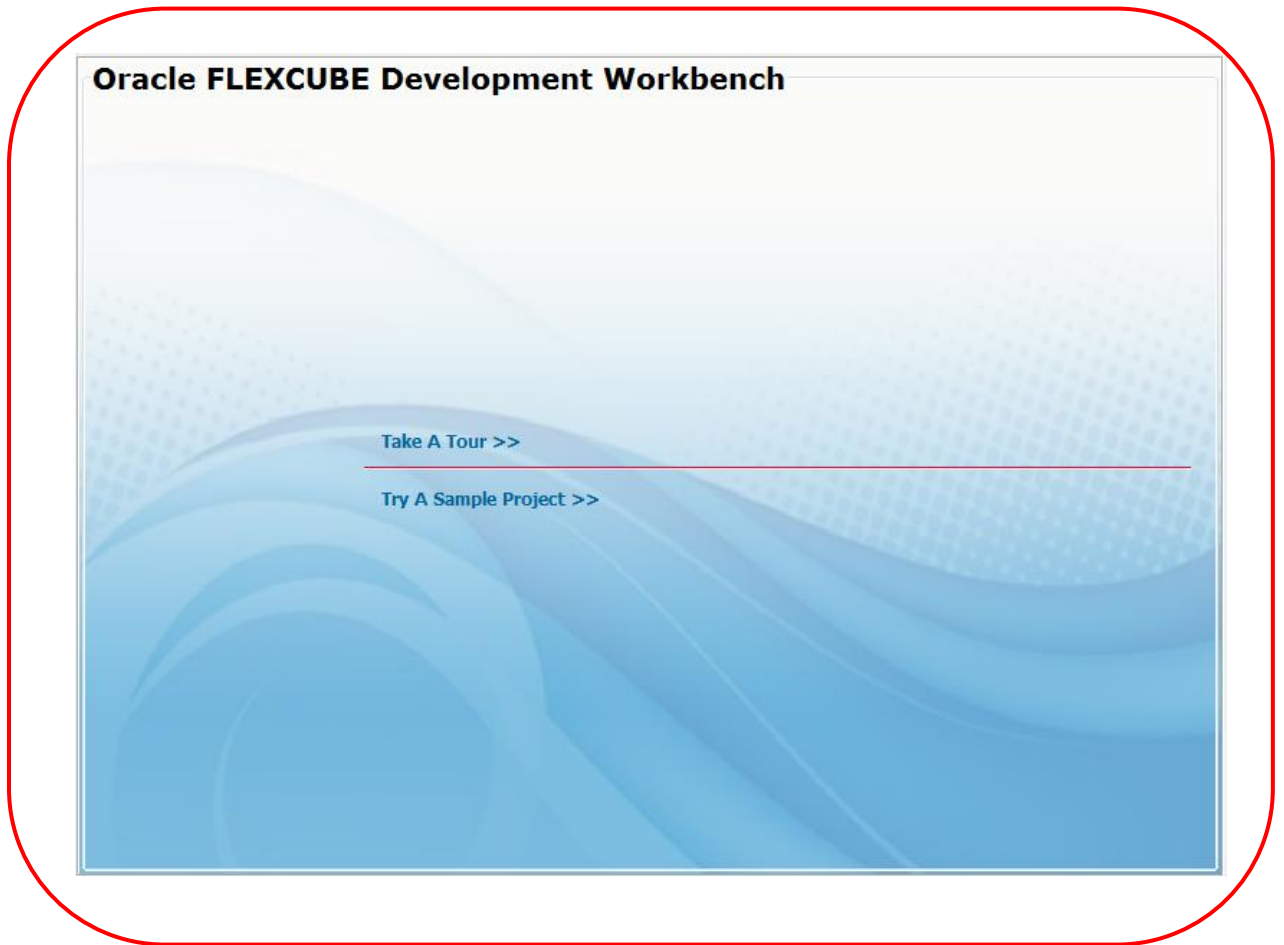 Oracle FLEXCUBE Development Workbench
Take A Tour >>
Try A Sample Project >>